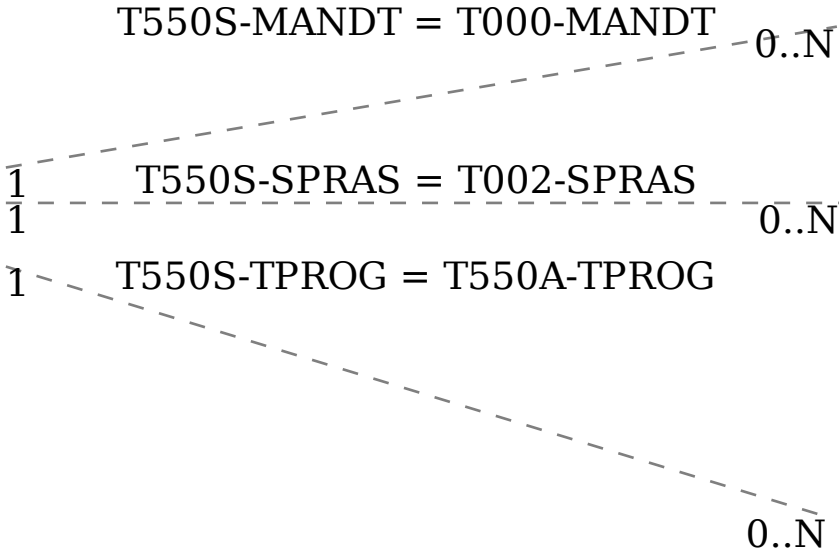 T550S-MANDT = T000-MANDT
0..N
1
T550S-SPRAS = T002-SPRAS
1
0..N
1
T550S-TPROG = T550A-TPROG
0..N